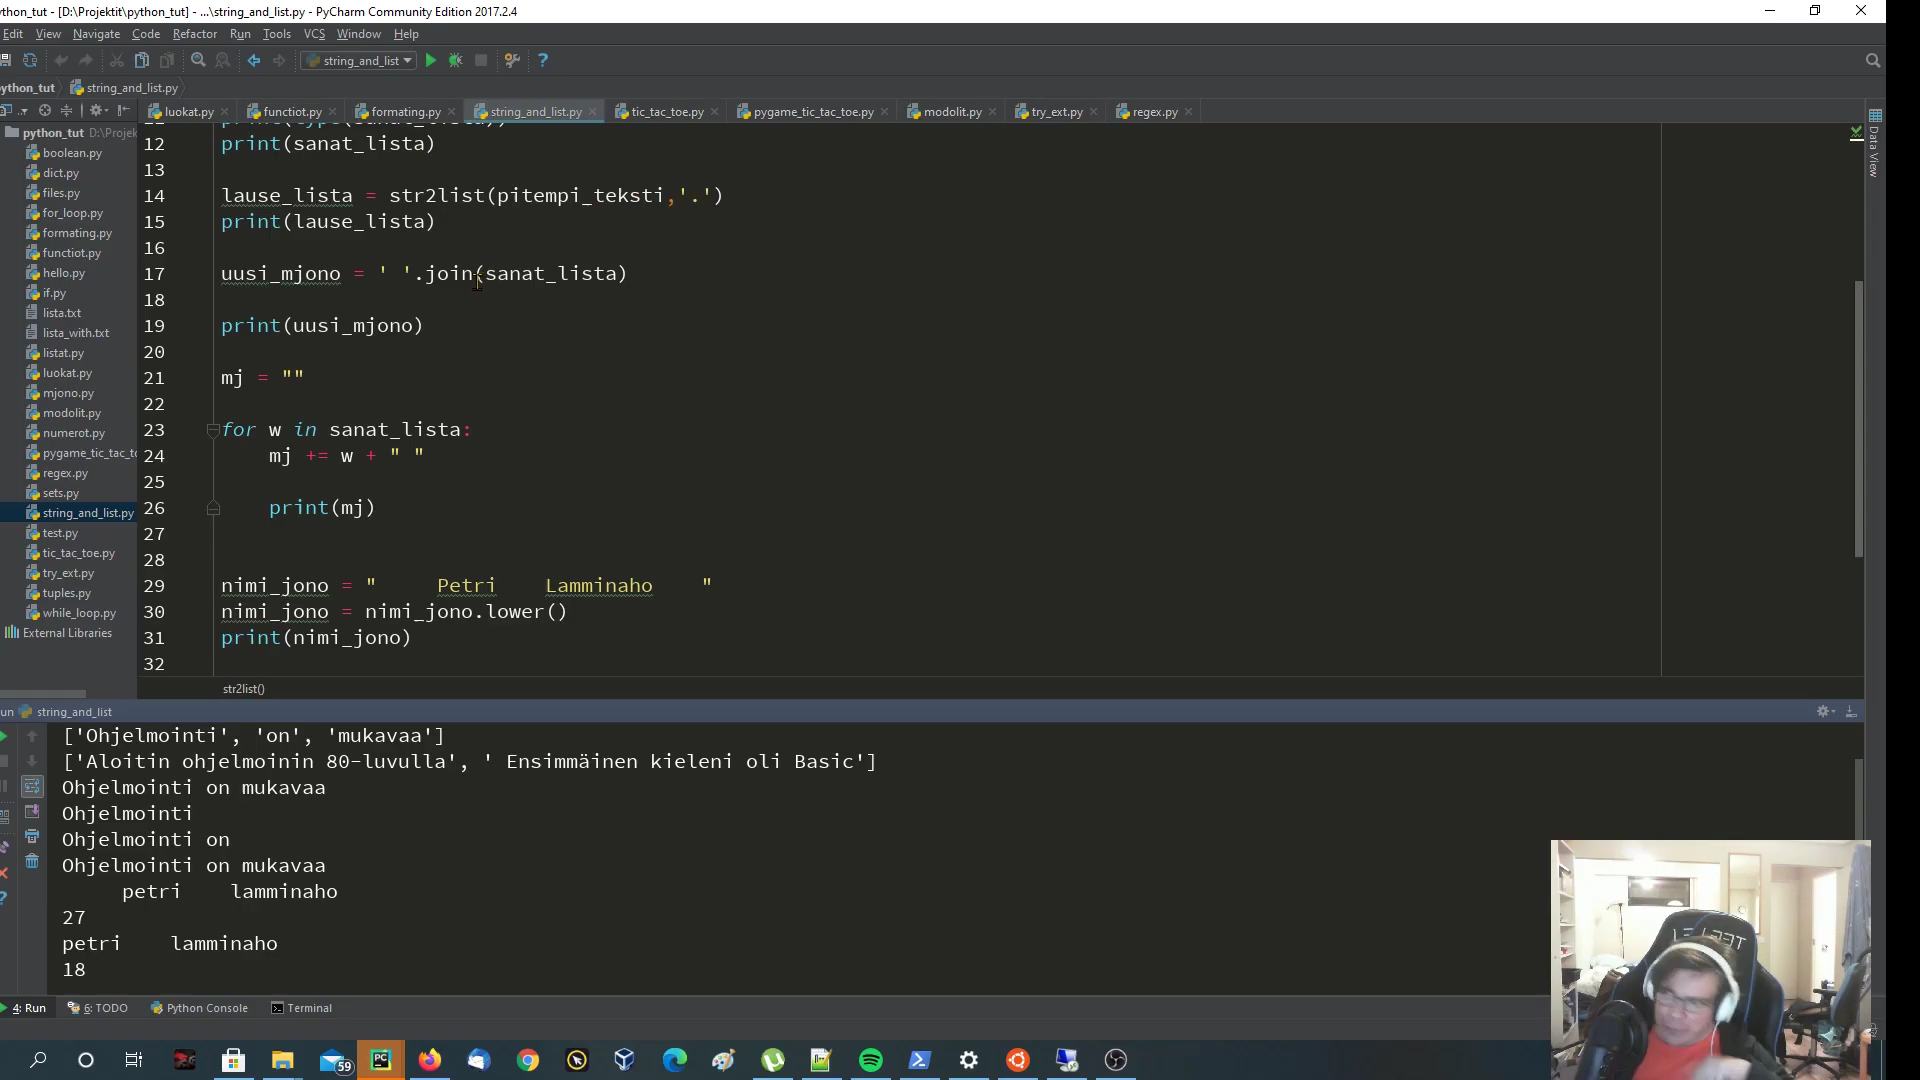 ython_tut - [D:\Projektit\python_tut] - ...\string_and_list.py - PyCharm Community Edition 2017.2.4
Edit View Navigate Code Refactor Run Tools VCS Window Help
string_and_list
ython_tut string_and_list.py
luokat.py functiot.py formating.py string_and_list.py tic_tac_toe.py pygame_tic_tac_toe.py modolit.py try_ext.py regex.py
python_tut D:\Projek
boolean.py
dict.py
files.py
for_loop.py
formating.py
functiot.py
hello.py
if.py
lista.txt
lista_with.txt
listat.py
luokat.py
mjono.py
modolit.py
numerot.py
pygame_tic_tac_to
regex.py
sets.py
string_and_list.py
test.py
tic_tac_toe.py
try_ext.py
tuples.py
while_loop.py
External Libraries
12 print(sanat_lista)
13
14 lause_lista = str2list(pitempi_teksti,'.')
15 print(lause_lista)
16
17 uusi_mjono = ' '.join(sanat_lista)
18
19 print(uusi_mjono)
20
21 mj = ""
22
23 for w in sanat_lista:
24 mj += w + " "
25
26 print(mj)
27
28
29 nimi_jono = "     Petri    Lamminaho    "
30 nimi_jono = nimi_jono.lower()
31 print(nimi_jono)
32
str2list()
Data View
un string_and_list
['Ohjelmointi', 'on', 'mukavaa']
['Aloitin ohjelmoinin 80-luvulla', ' Ensimmäinen kieleni oli Basic']
Ohjelmointi on mukavaa
Ohjelmointi
Ohjelmointi on
Ohjelmointi on mukavaa
     petri    lamminaho
27
petri    lamminaho
18
4: Run 6: TODO Python Console Terminal
PC
59